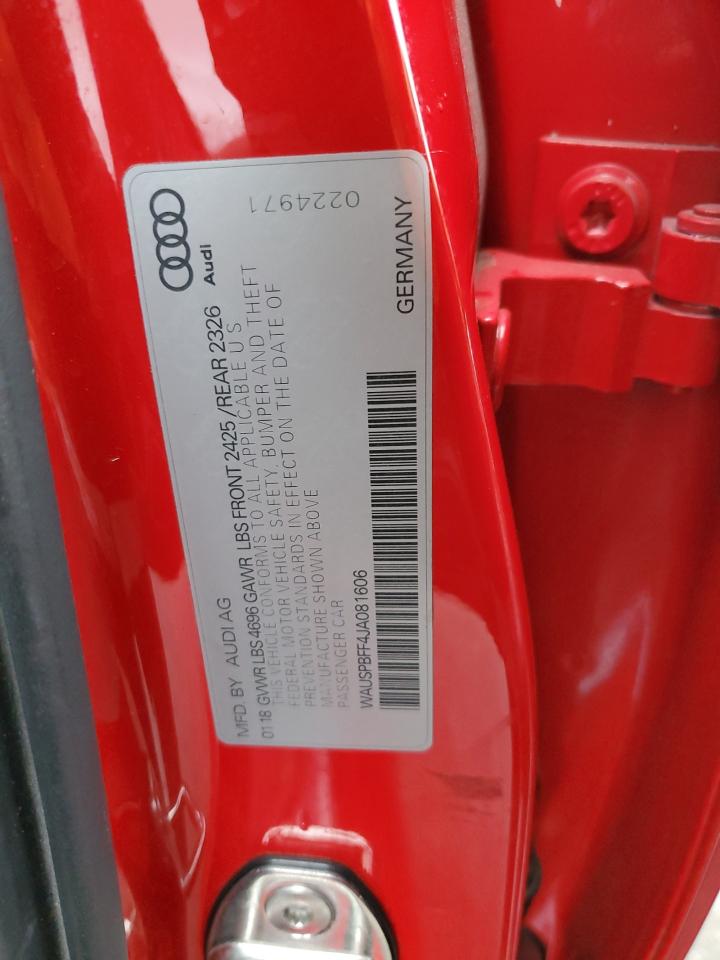 Audi
0224971
MFD. BY AUDI AG
01 18 GVWR LBS 4696 GAWR LBS FRONT 2425 /REAR 2326
THIS VEHICLE CONFORMS TO ALL APPLICABLE U S
FEDERAL MOTOR VEHICLE SAFETY, BUMPER AND THEFT
PREVENTION STANDARDS IN EFFECT ON THE DATE OF
MANUFACTURE SHOWN ABOVE
PASSENGER CAR
WAUSPBFF4JA081606
GERMANY